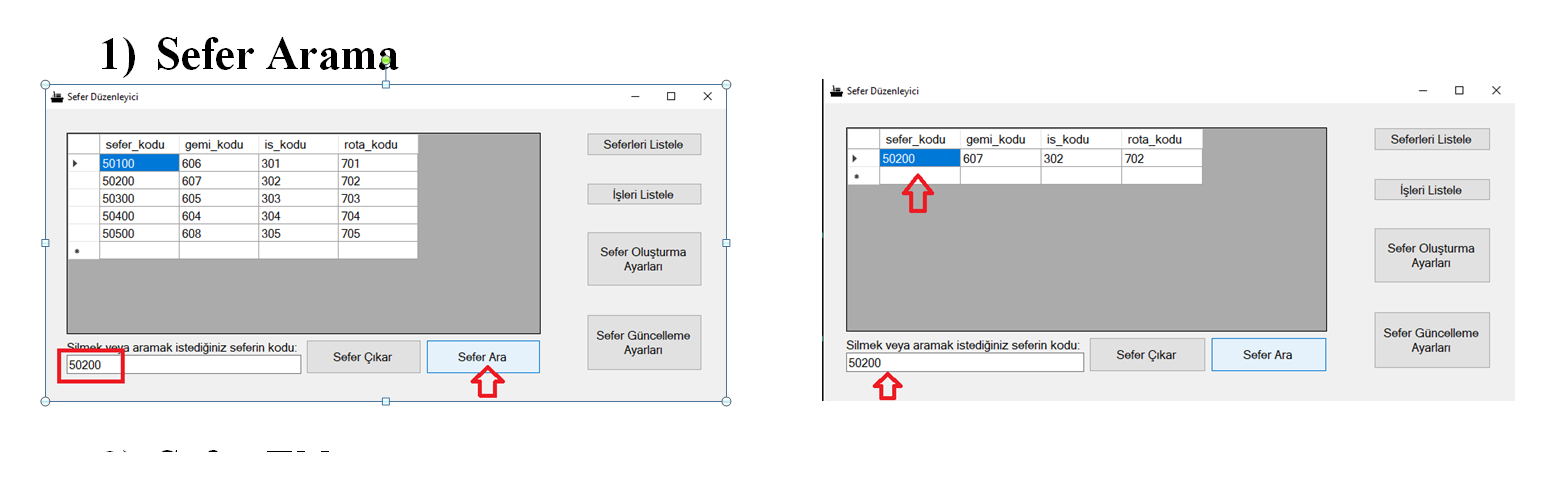 1) Sefer Arama
Sefer Düzenleyici
sefer_kodu gemi_kodu is_kodu rota_kodu
50100 606 301 701
50200 607 302 702
50300 605 303 703
50400 604 304 704
50500 608 305 705
Seferleri Listele
İşleri Listele
Sefer Oluşturma
Ayarları
Sefer Güncelleme
Ayarları
Silmek veya aramak istediğiniz seferin kodu:
50200
Sefer Çıkar
Sefer Ara
Sefer Düzenleyici
sefer_kodu gemi_kodu is_kodu rota_kodu
50200 607 302 702
Seferleri Listele
İşleri Listele
Sefer Oluşturma
Ayarları
Sefer Güncelleme
Ayarları
Silmek veya aramak istediğiniz seferin kodu:
50200
Sefer Çıkar
Sefer Ara